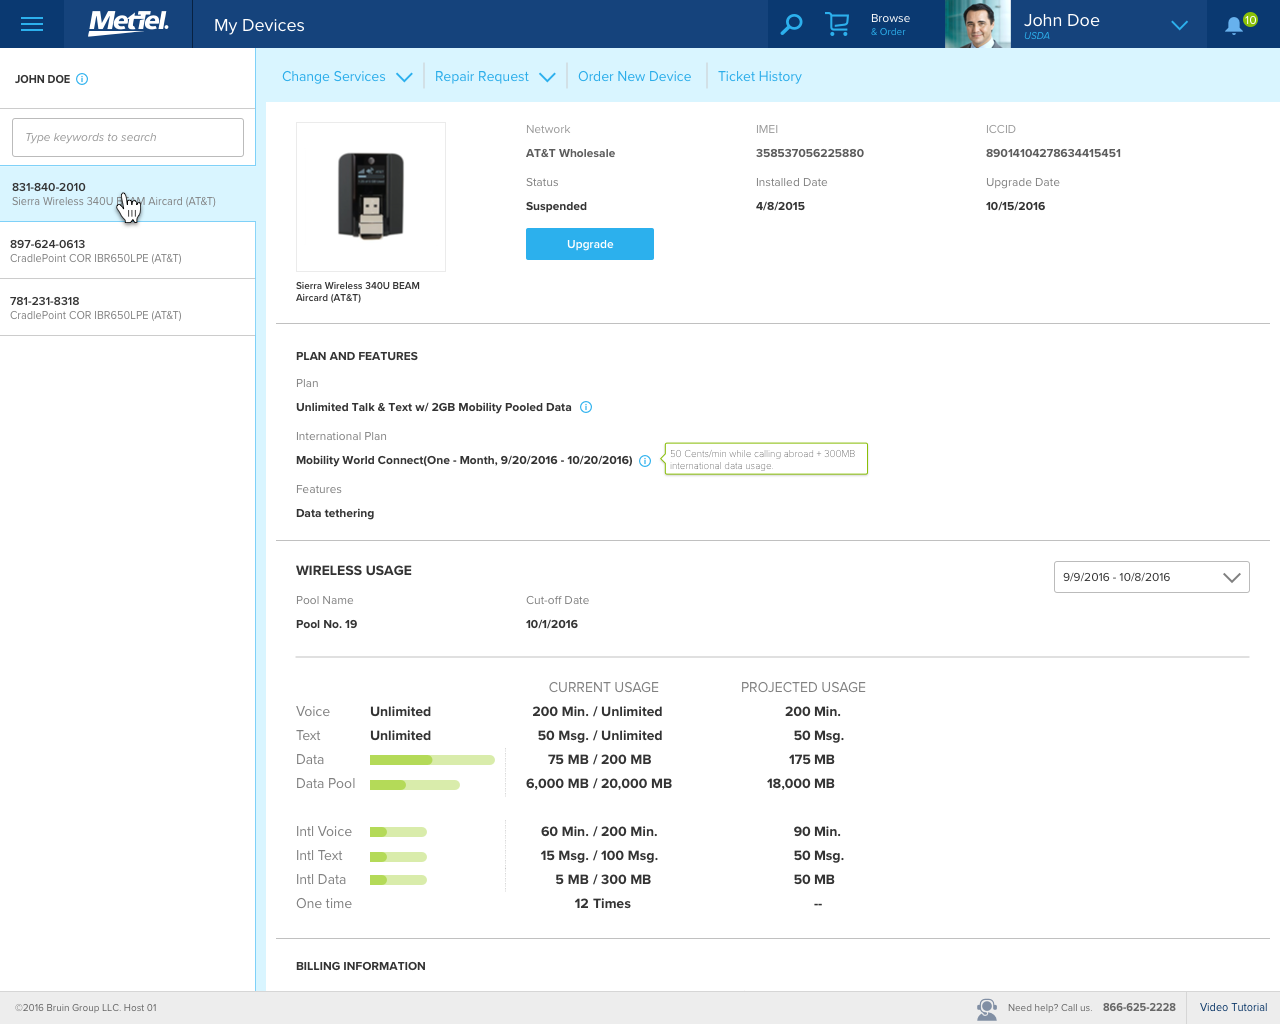 MetTel.
My Devices
Browse
& Order
John Doe
USDA
10
JOHN DOE
Type keywords to search
831-840-2010
Sierra Wireless 340U BEAM Aircard (AT&T)
897-624-0613
CradlePoint COR IBR650LPE (AT&T)
781-231-8318
CradlePoint COR IBR650LPE (AT&T)
Change Services
Repair Request
Order New Device
Ticket History
Sierra Wireless 340U BEAM
Aircard (AT&T)
Network
IMEI
ICCID
AT&T Wholesale
358537056225880
89014104278634415451
Status
Installed Date
Upgrade Date
Suspended
4/8/2015
10/15/2016
Upgrade
PLAN AND FEATURES
Plan
Unlimited Talk & Text w/ 2GB Mobility Pooled Data
International Plan
Mobility World Connect(One - Month, 9/20/2016 - 10/20/2016)
50 Cents/min while calling abroad + 300MB
international data usage.
Features
Data tethering
WIRELESS USAGE
9/9/2016 - 10/8/2016
Pool Name
Cut-off Date
Pool No. 19
10/1/2016
CURRENT USAGE
PROJECTED USAGE
Voice Unlimited 200 Min. / Unlimited 200 Min.
Text Unlimited 50 Msg. / Unlimited 50 Msg.
Data 75 MB / 200 MB 175 MB
Data Pool 6,000 MB / 20,000 MB 18,000 MB
Intl Voice 60 Min. / 200 Min. 90 Min.
Intl Text 15 Msg. / 100 Msg. 50 Msg.
Intl Data 5 MB / 300 MB 50 MB
One time 12 Times --
BILLING INFORMATION
©2016 Bruin Group LLC. Host 01
Need help? Call us. 866-625-2228
Video Tutorial